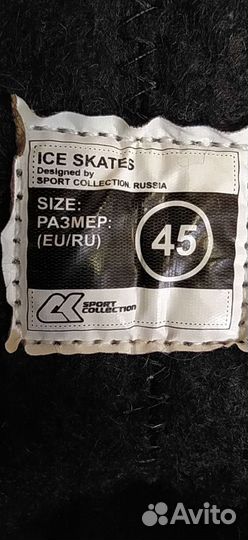 ICE SKATES
Designed by
SPORT COLLECTION. RUSSIA
SIZE:
РАЗМЕР:
(EU/RU)
45
SPORT
COLLECTION
Avito